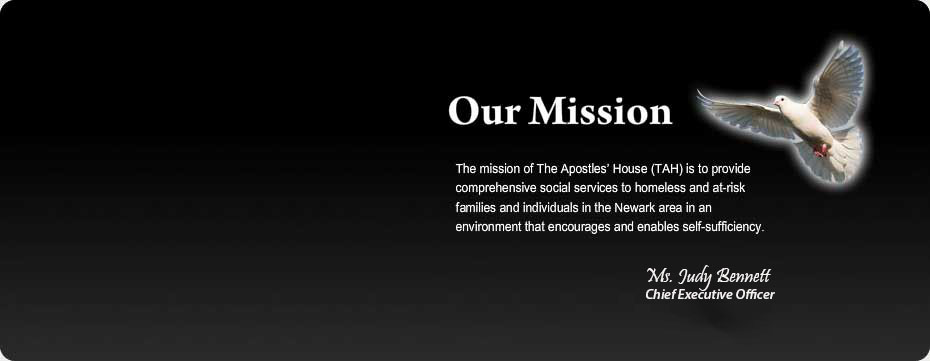 Our Mission
The mission of The Apostles’ House (TAH) is to provide
comprehensive social services to homeless and at-risk
families and individuals in the Newark area in an
environment that encourages and enables self-sufficiency.
Ms. Judy Bennett
Chief Executive Officer